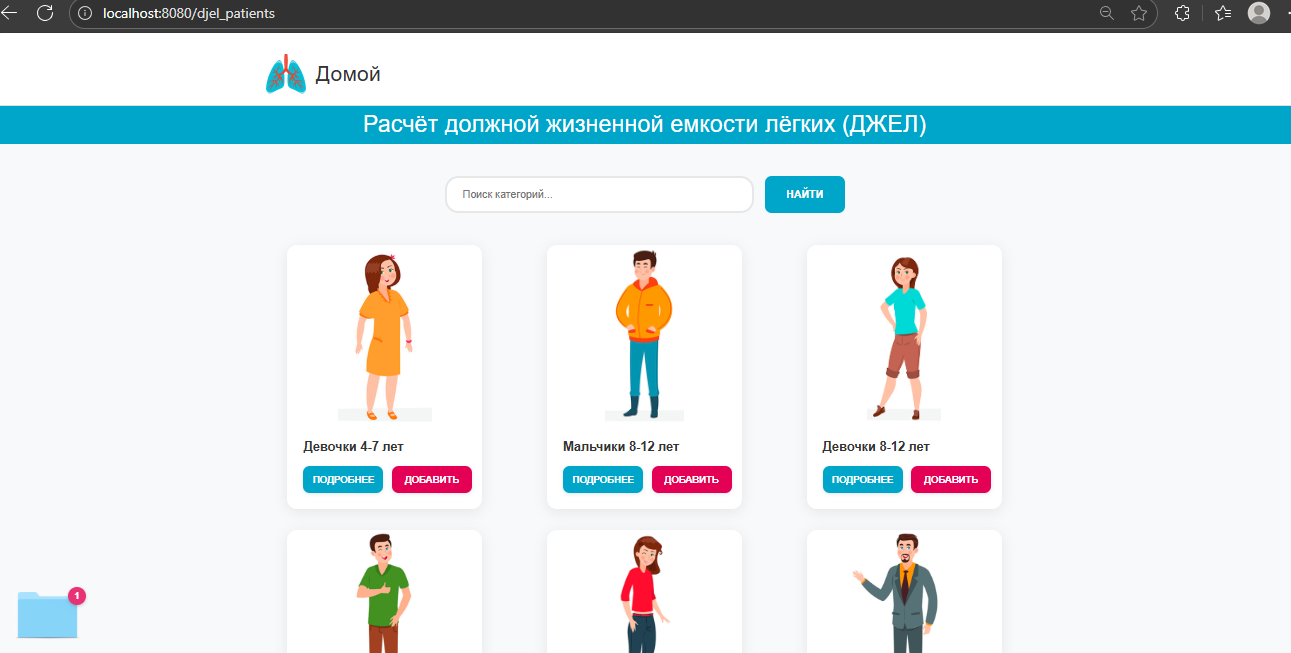 localhost:8080/djel_patients
Домой
Расчёт должной жизненной емкости лёгких (ДЖЕЛ)
Поиск категорий...
НАЙТИ
Девочки 4-7 лет
ПОДРОБНЕЕ
ДОБАВИТЬ
Мальчики 8-12 лет
ПОДРОБНЕЕ
ДОБАВИТЬ
Девочки 8-12 лет
ПОДРОБНЕЕ
ДОБАВИТЬ
1